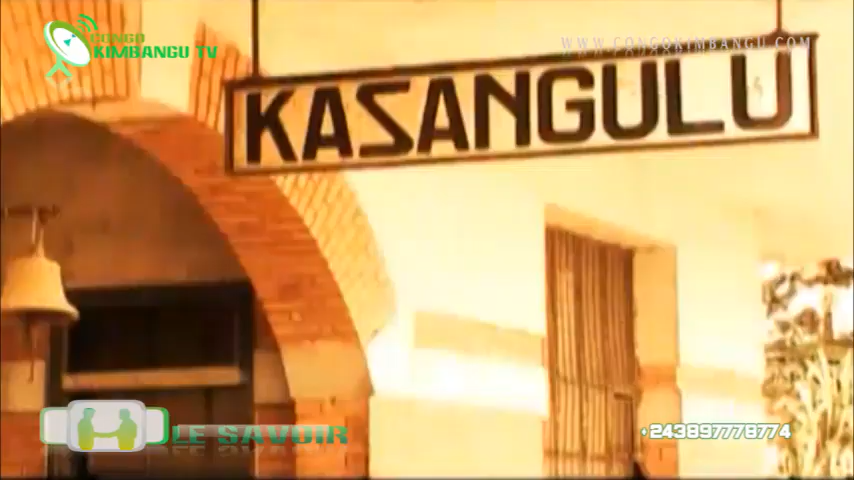 CONGO
KIMBANGU TV
WWW.CONGOKIMBANGU.COM
KASANGULU
LE SAVOIR
+243897778774